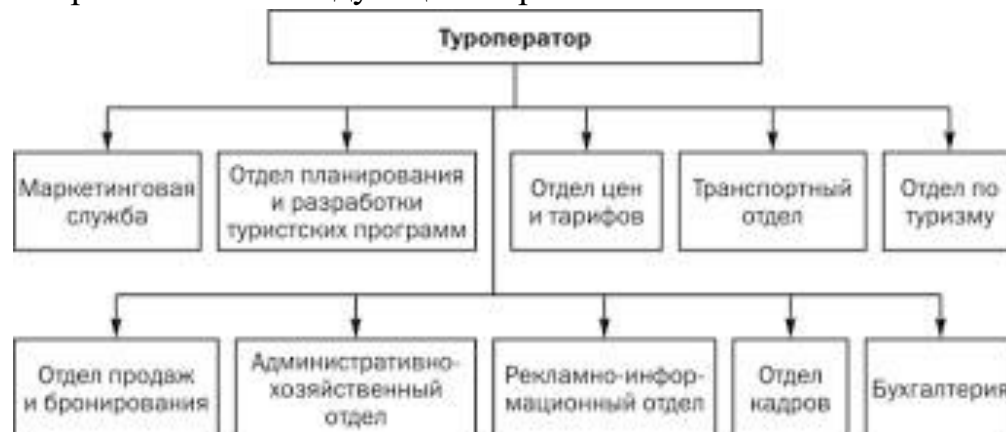 Туроператор
Маркетинговая
служба
Отдел планирования
и разработки
туристских программ
Отдел цен
и тарифов
Транспортный
отдел
Отдел по
туризму
Отдел продаж
и бронирования
Административно-
хозяйственный
отдел
Рекламно-инфор-
мационный отдел
Отдел
кадров
Бухгалтерия